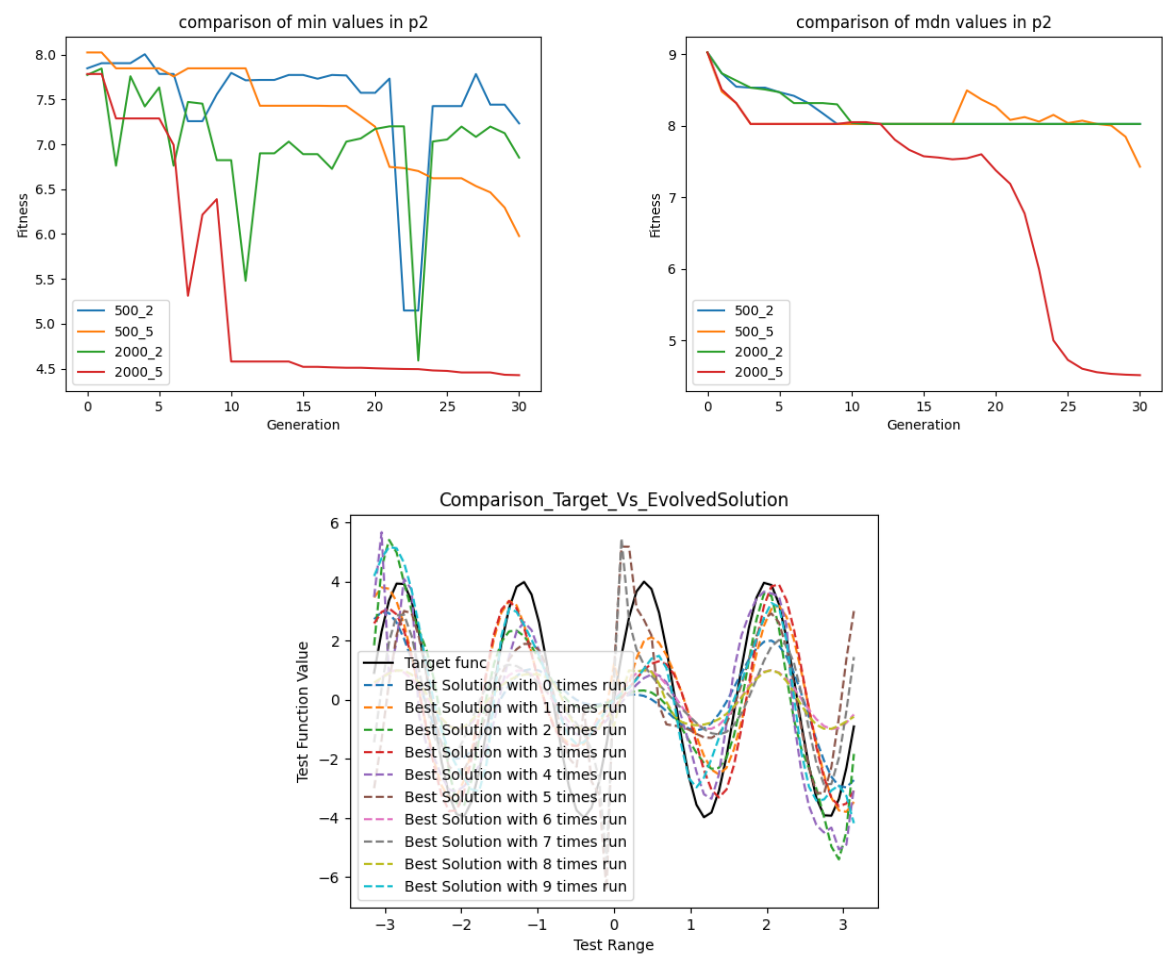 comparison of min values in p2
8.0
7.5
7.0
6.5
6.0
5.5
5.0
4.5
Fitness
500_2
500_5
2000_2
2000_5
0 5 10 15 20 25 30
Generation
comparison of mdn values in p2
9
8
7
6
5
Fitness
500_2
500_5
2000_2
2000_5
0 5 10 15 20 25 30
Generation
Comparison_Target_Vs_EvolvedSolution
6
4
2
0
−2
−4
−6
Test Function Value
Target func
Best Solution with 0 times run
Best Solution with 1 times run
Best Solution with 2 times run
Best Solution with 3 times run
Best Solution with 4 times run
Best Solution with 5 times run
Best Solution with 6 times run
Best Solution with 7 times run
Best Solution with 8 times run
Best Solution with 9 times run
−3 −2 −1 0 1 2 3
Test Range